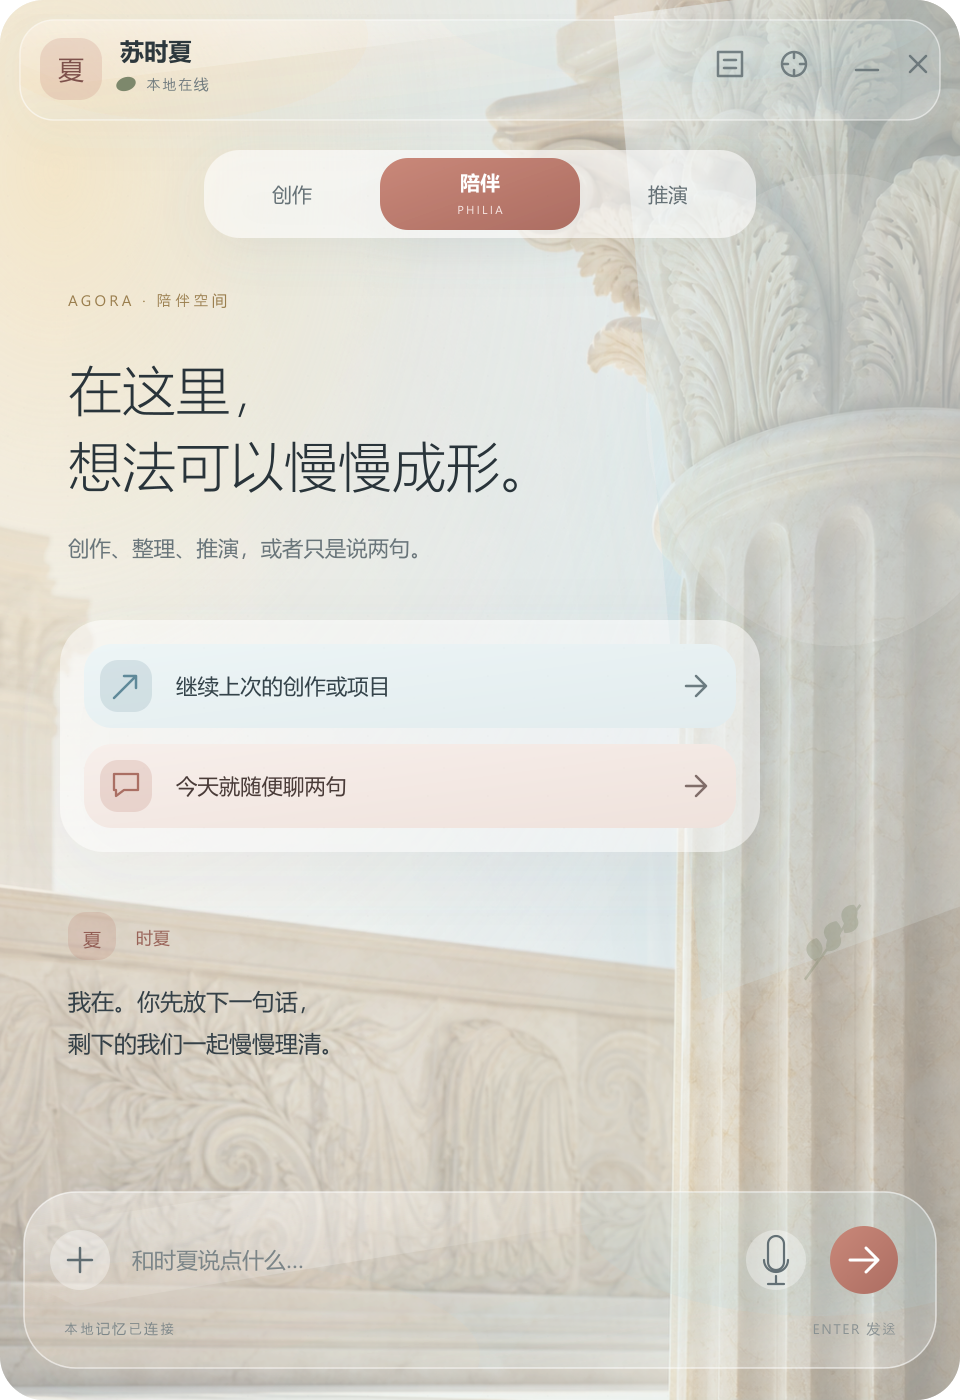 夏
苏时夏
本地在线
创作
陪伴
PHILIA
推演
AGORA · 陪伴空间
在这里，
想法可以慢慢成形。
创作、整理、推演，或者只是说两句。
继续上次的创作或项目
今天就随便聊两句
夏
时夏
我在。你先放下一句话，
剩下的我们一起慢慢理清。
和时夏说点什么...
本地记忆已连接
ENTER 发送